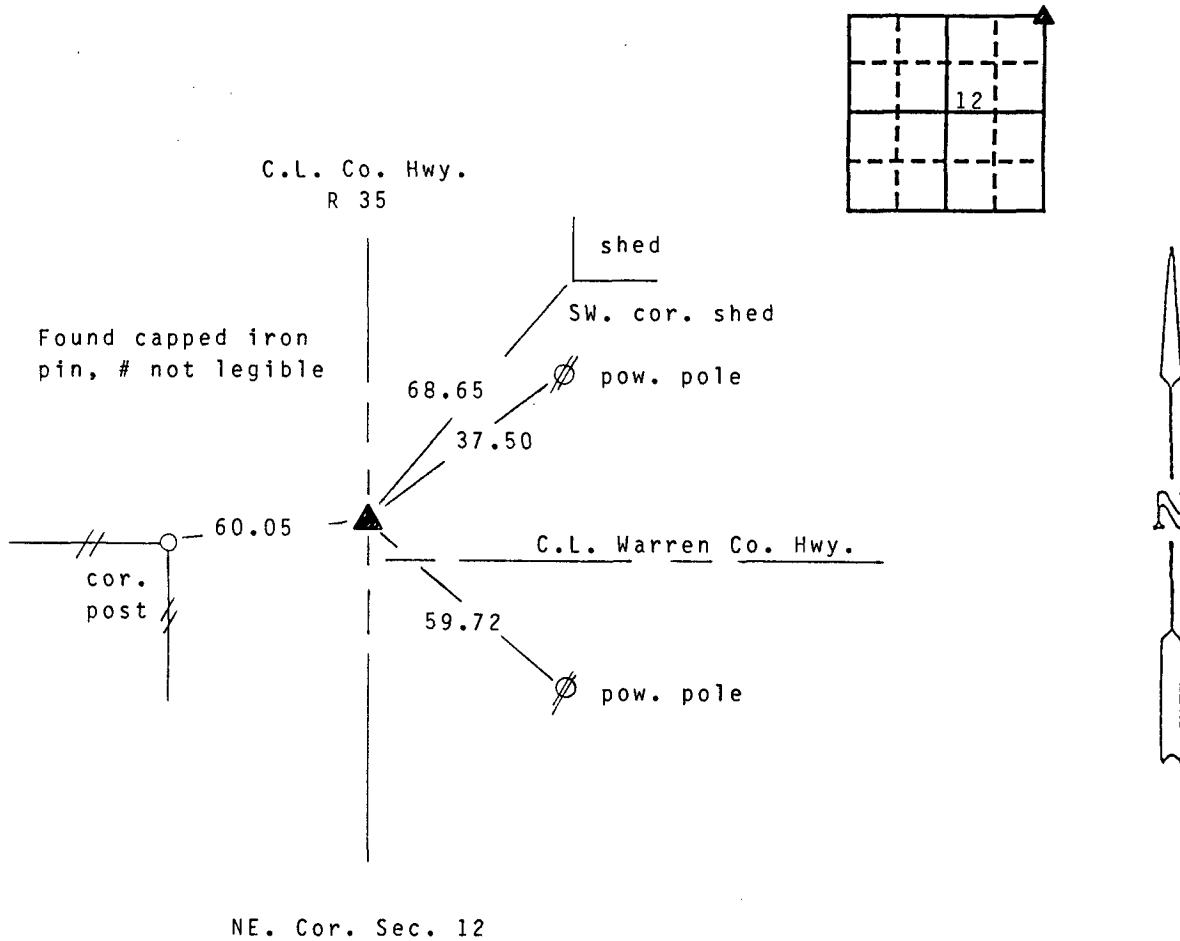 12
C.L. Co. Hwy.
R 35
shed
SW. cor. shed
Found capped iron
pin, # not legible
pow. pole
68.65
37.50
60.05
C.L. Warren Co. Hwy.
cor.
post
59.72
pow. pole
N
NE. Cor. Sec. 12